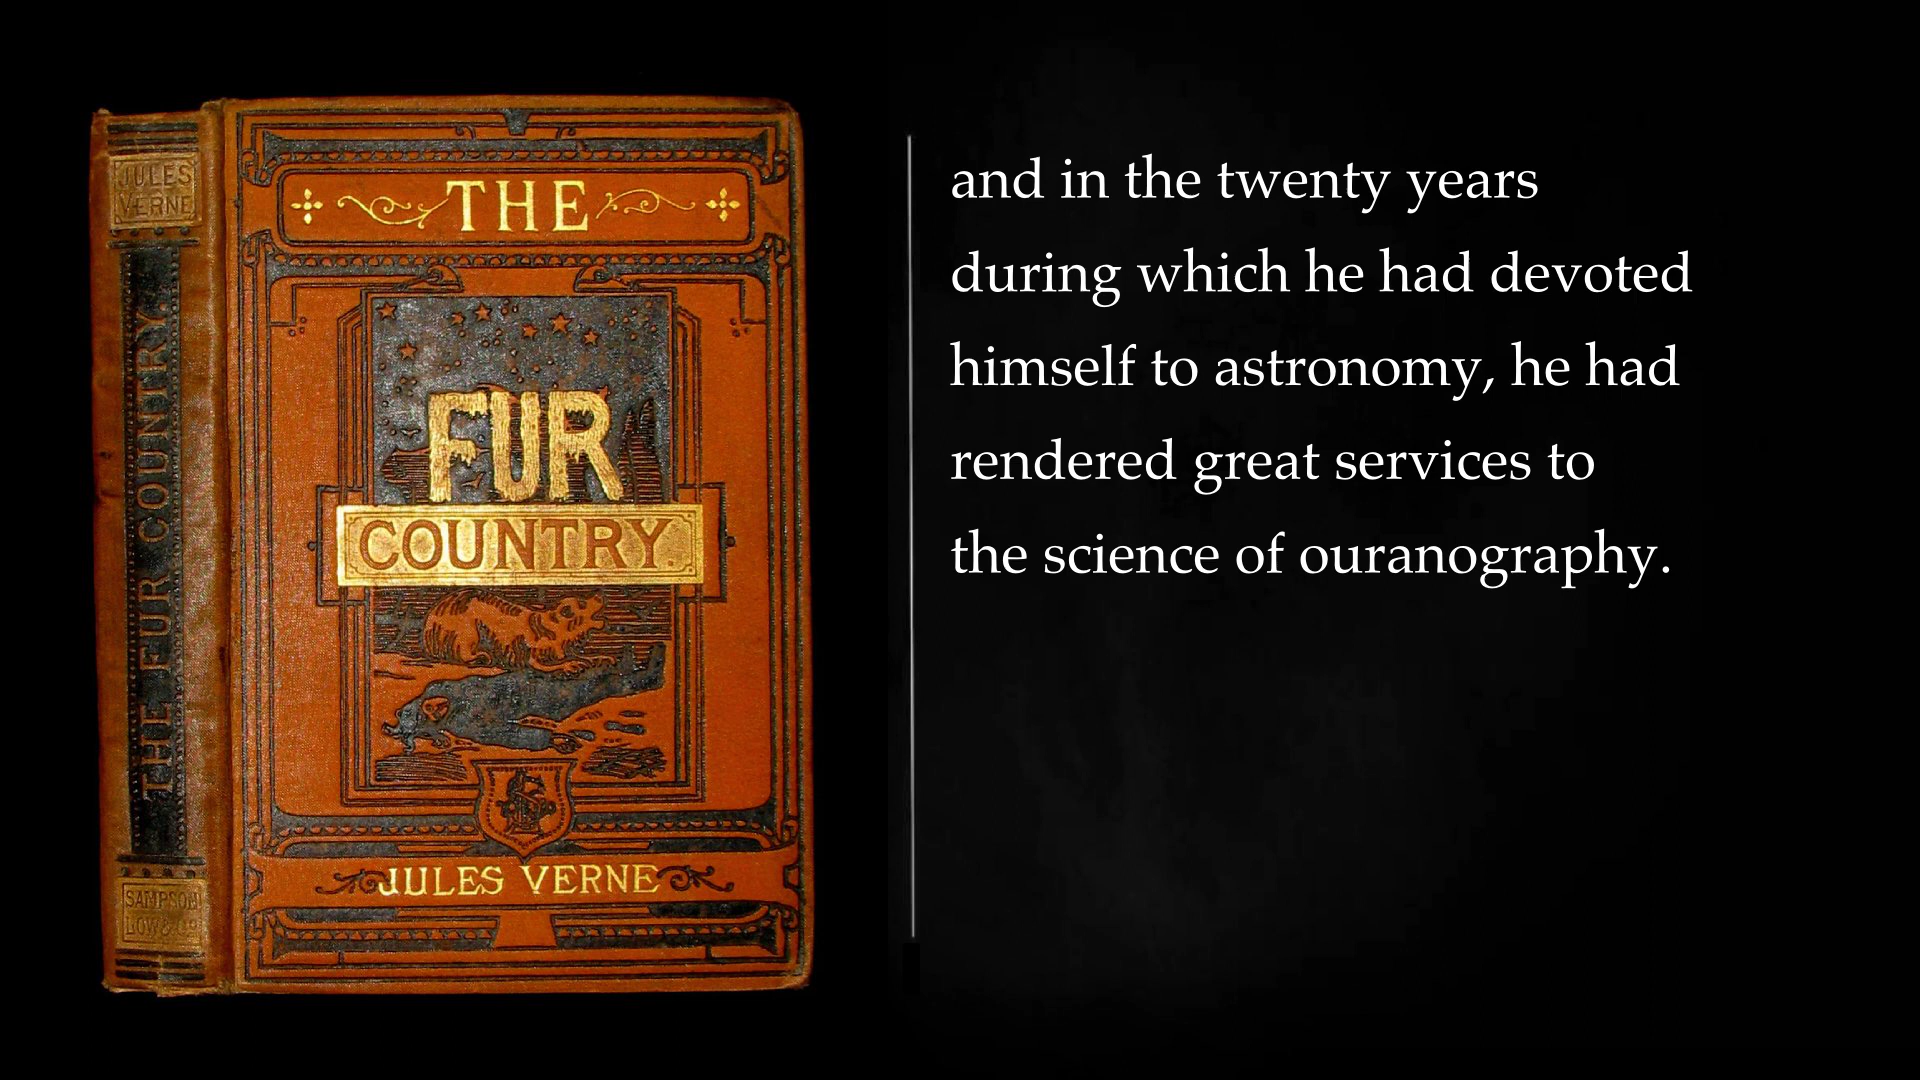 JULES
VERNE
THE FUR COUNTRY.
SAMPSON
LOW & Co
THE
FUR
COUNTRY.
JULES VERNE
and in the twenty years
during which he had devoted
himself to astronomy, he had
rendered great services to
the science of ouranography.